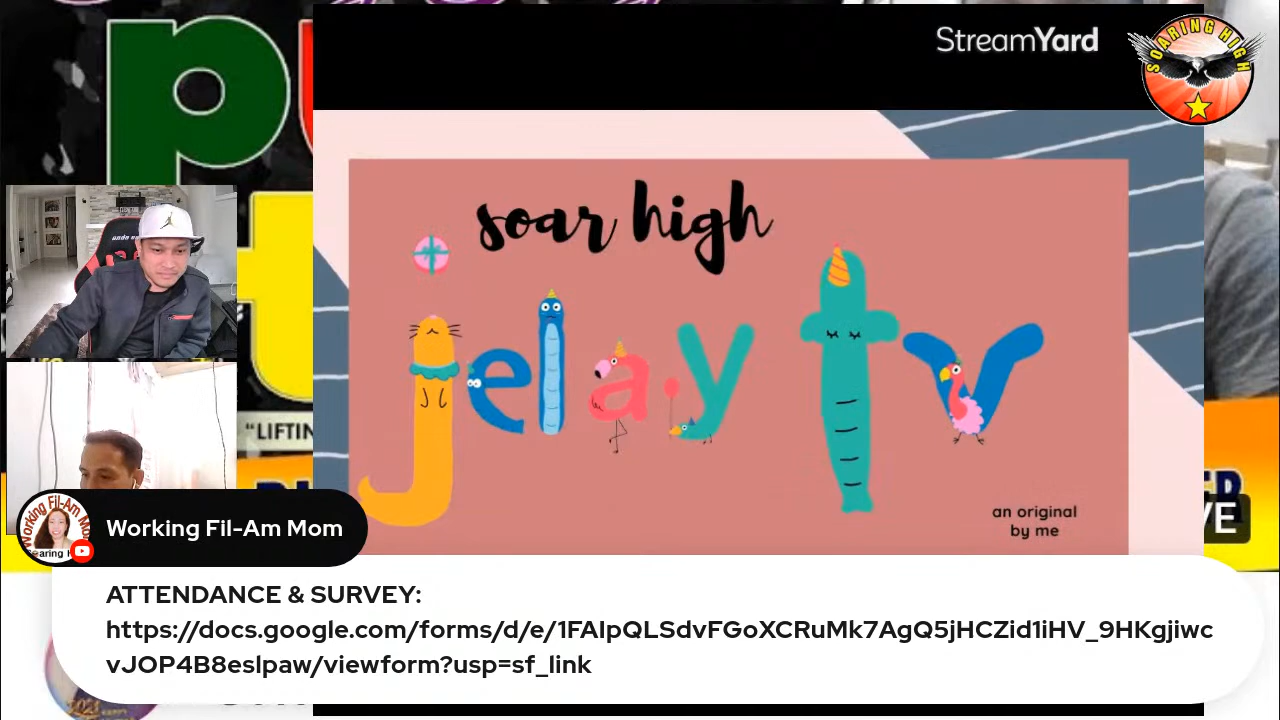 StreamYard
SOARING HIGH
soar high
jelay tv
"LIFTIN
an original
by me
Working Fil-Am Mom
ATTENDANCE & SURVEY:
https://docs.google.com/forms/d/e/1FAIpQLSdvFGoXCRuMk7AgQ5jHCZid1iHV_9HKgjiwc
vJOP4B8eslpaw/viewform?usp=sf_link